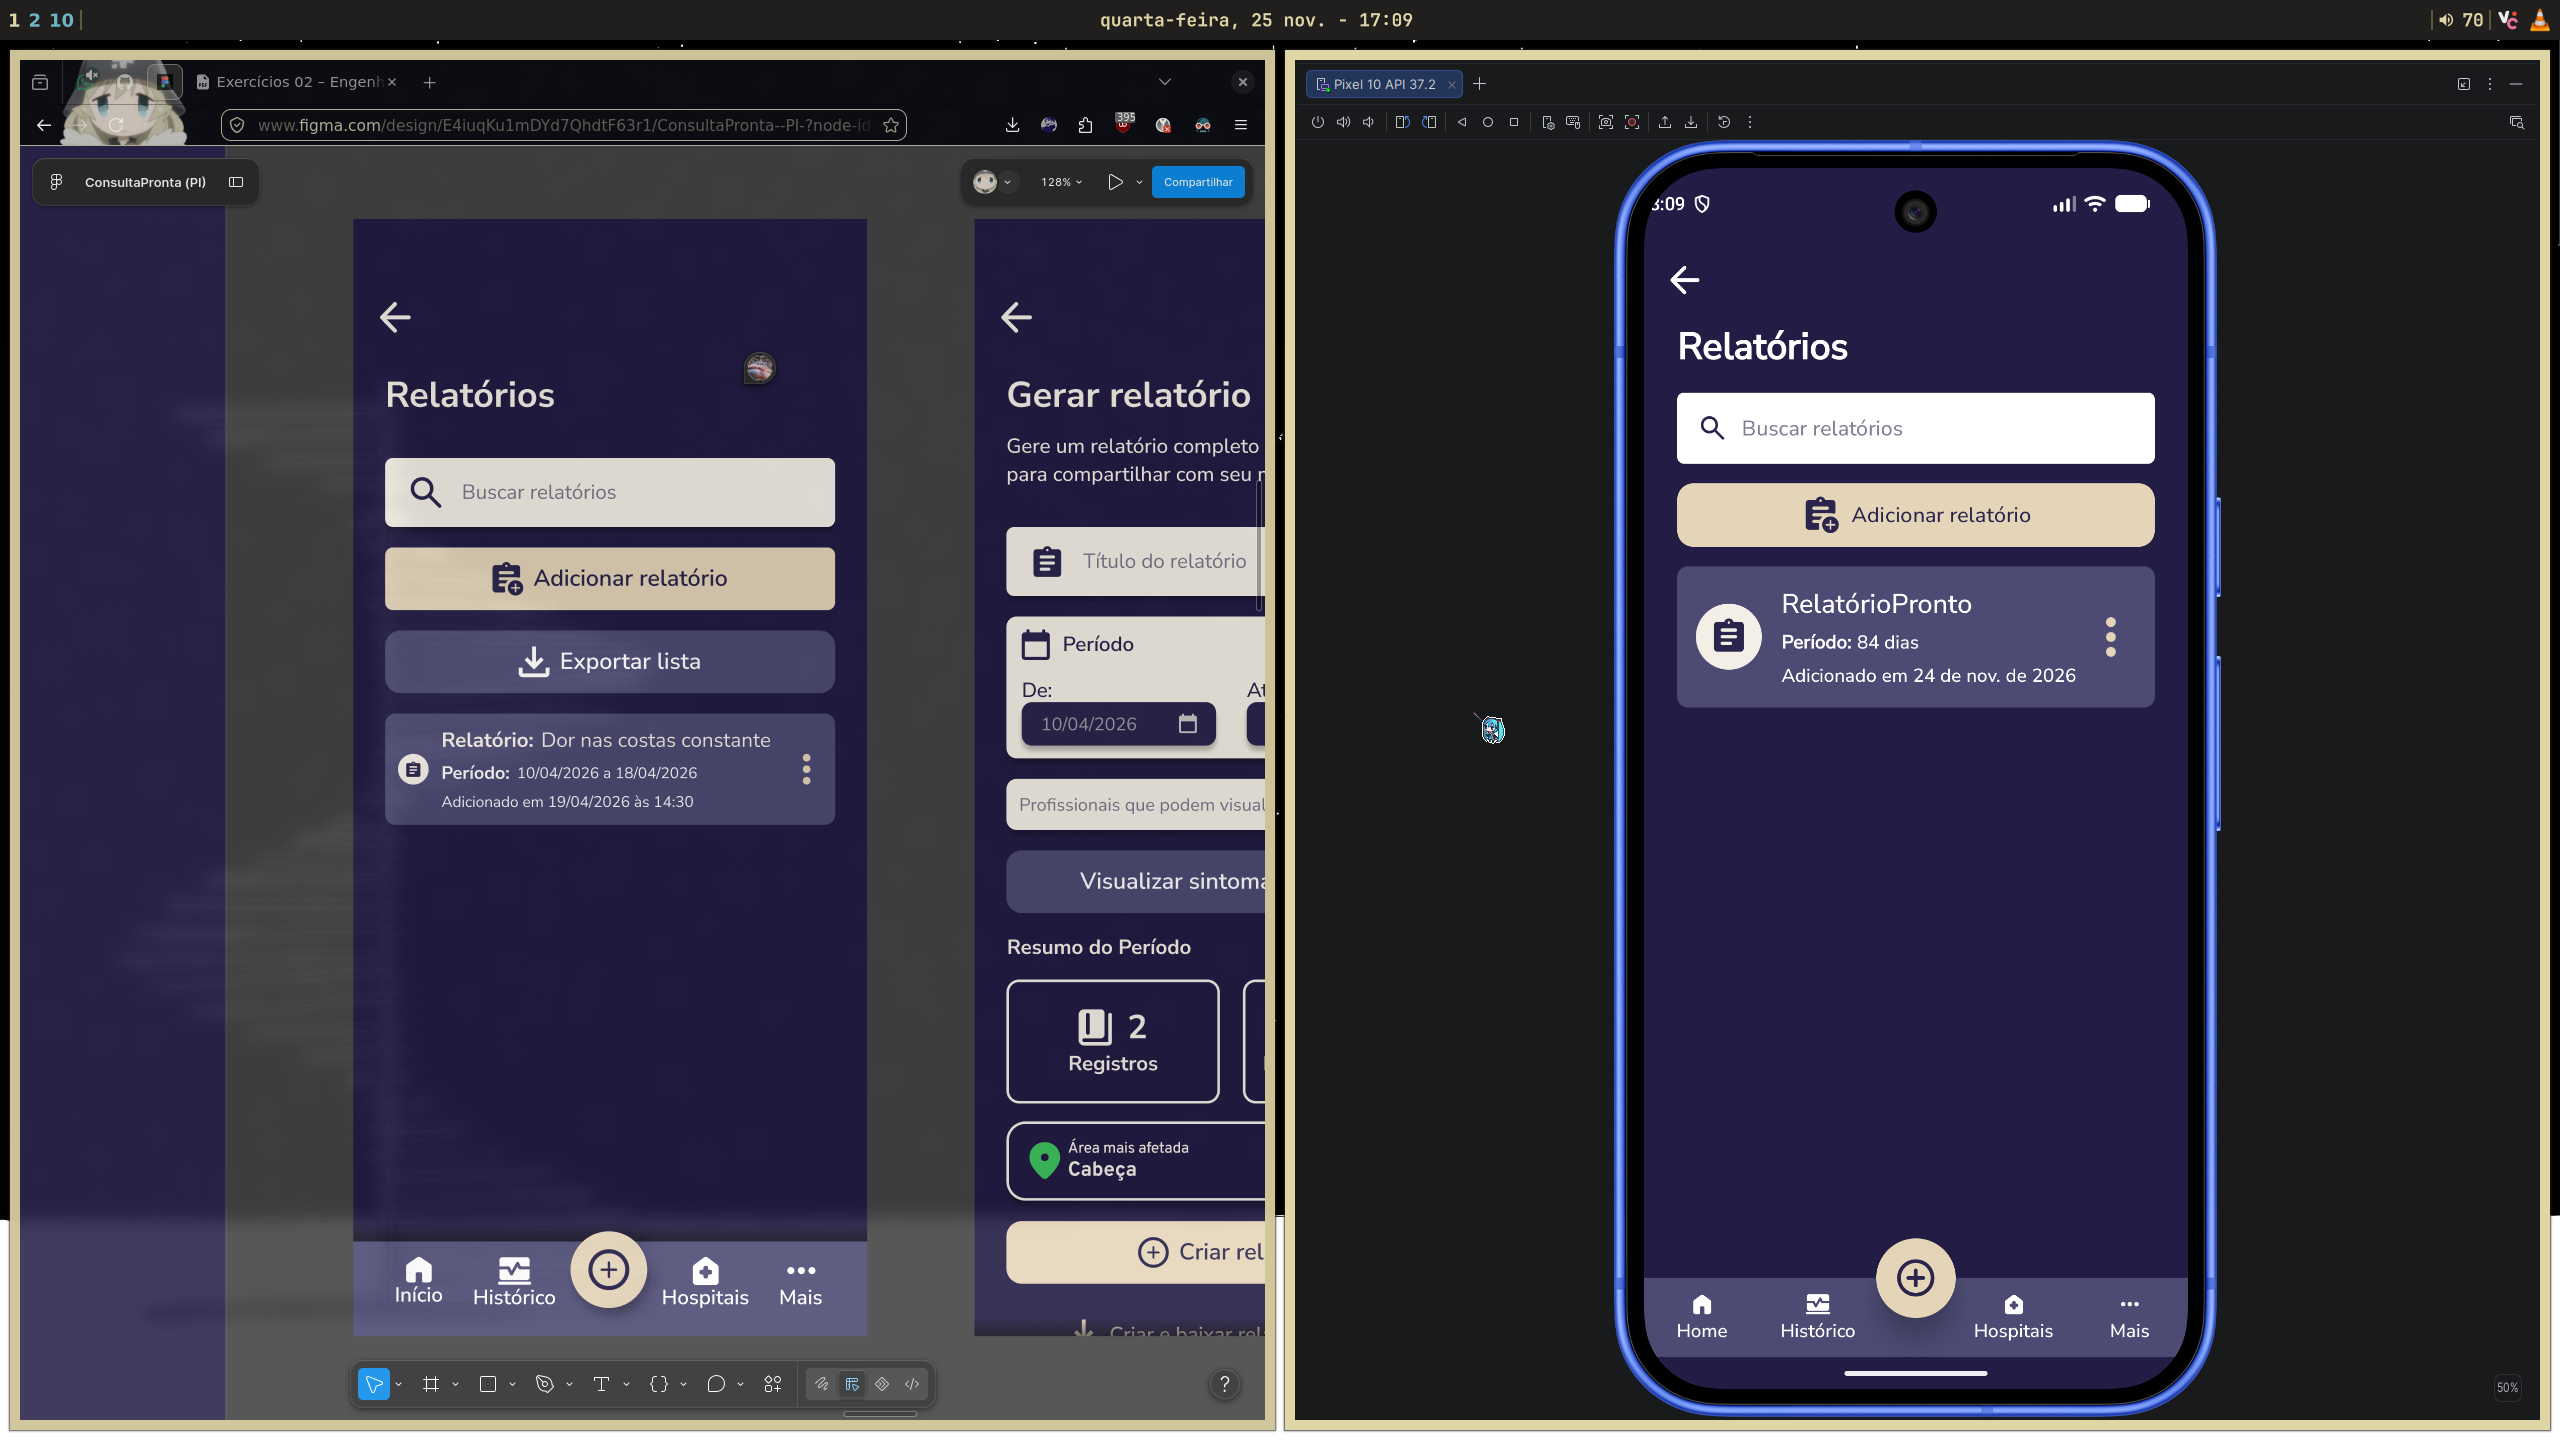 1 2 10
quarta-feira, 25 nov. - 17:09
70
Exercícios 02 – Engenh
www.figma.com/design/E4iuqKu1mDYd7QhdtF63r1/ConsultaPronta--PI-?node-id
395
ConsultaPronta (PI)
128%
Compartilhar
Relatórios
Buscar relatórios
Adicionar relatório
Exportar lista
Relatório: Dor nas costas constante
Período: 10/04/2026 a 18/04/2026
Adicionado em 19/04/2026 às 14:30
Início
Histórico
Hospitais
Mais
Gerar relatório
Gere um relatório completo
para compartilhar com seu
Título do relatório
Período
De:
10/04/2026
Profissionais que podem visual
Visualizar sintoma
Resumo do Período
2
Registros
Área mais afetada
Cabeça
Criar rel
Criar e baixar rel
?
Pixel 10 API 37.2
3:09
Relatórios
Buscar relatórios
Adicionar relatório
RelatórioPronto
Período: 84 dias
Adicionado em 24 de nov. de 2026
Home
Histórico
Hospitais
Mais
50%